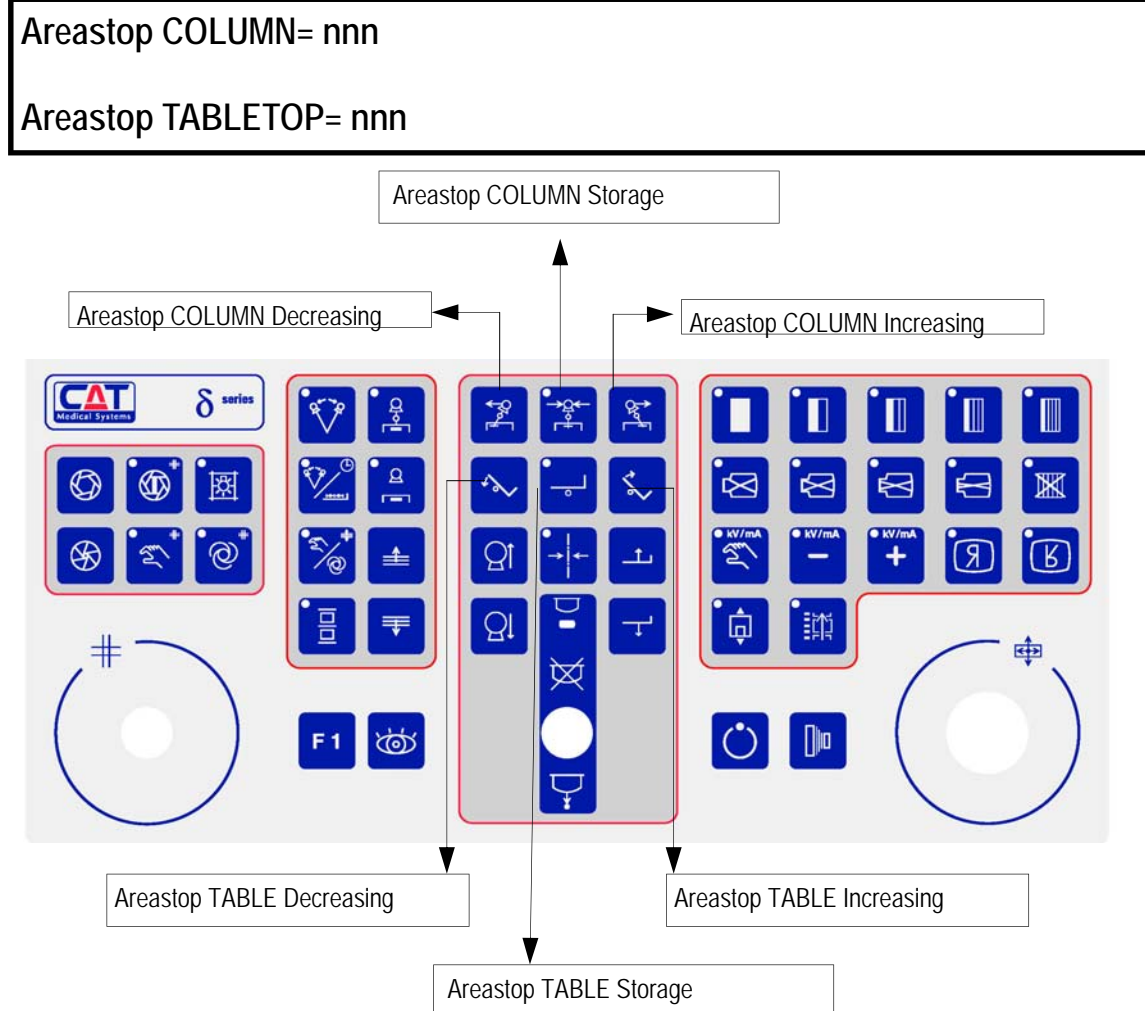 Areastop COLUMN= nnn
Areastop TABLETOP= nnn
Areastop COLUMN Storage
Areastop COLUMN Decreasing
Areastop COLUMN Increasing
CAT
Medical Systems
δ series
kV/mA
kV/mA
kV/mA
R
R
F 1
Areastop TABLE Decreasing
Areastop TABLE Increasing
Areastop TABLE Storage